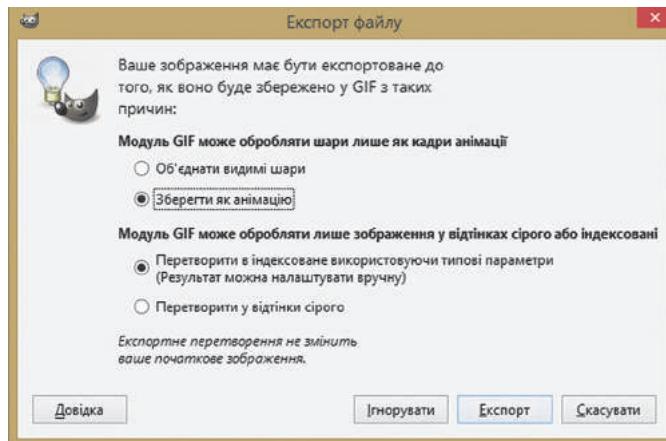 Експорт файлу
Ваше зображення має бути експортоване до
того, як воно буде збережено у GIF з таких
причин:
Модуль GIF може обробляти шари лише як кадри анімації
Об'єднати видимі шари
Зберегти як анімацію
Модуль GIF може обробляти лише зображення у відтінках сірого або індексовані
Перетворити в індексоване використовуючи типові параметри
(Результат можна налаштувати вручну)
Перетворити у відтінки сірого
Експортне перетворення не змінить
ваше початкове зображення.
Довідка Ігнорувати Експорт Скасувати